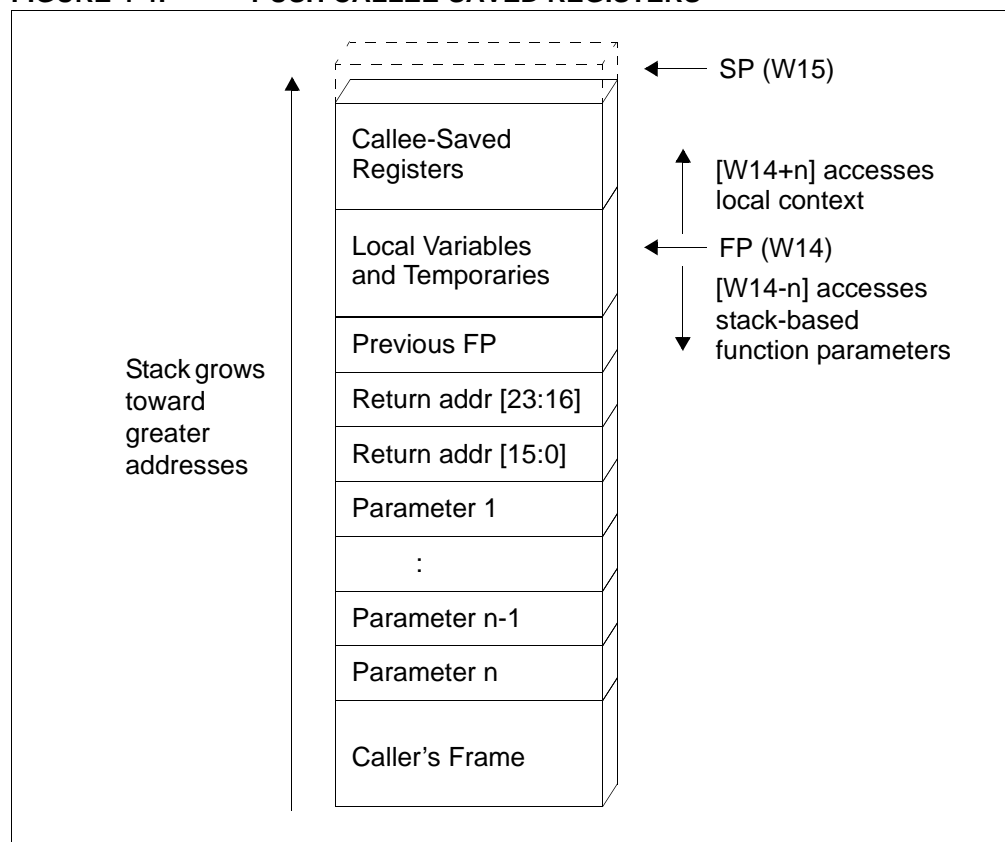 SP (W15)
Callee-Saved
Registers
[W14+n] accesses
local context
Local Variables
and Temporaries
FP (W14)
[W14-n] accesses
stack-based
function parameters
Previous FP
Stack grows
toward
greater
addresses
Return addr [23:16]
Return addr [15:0]
Parameter 1
:
Parameter n-1
Parameter n
Caller's Frame